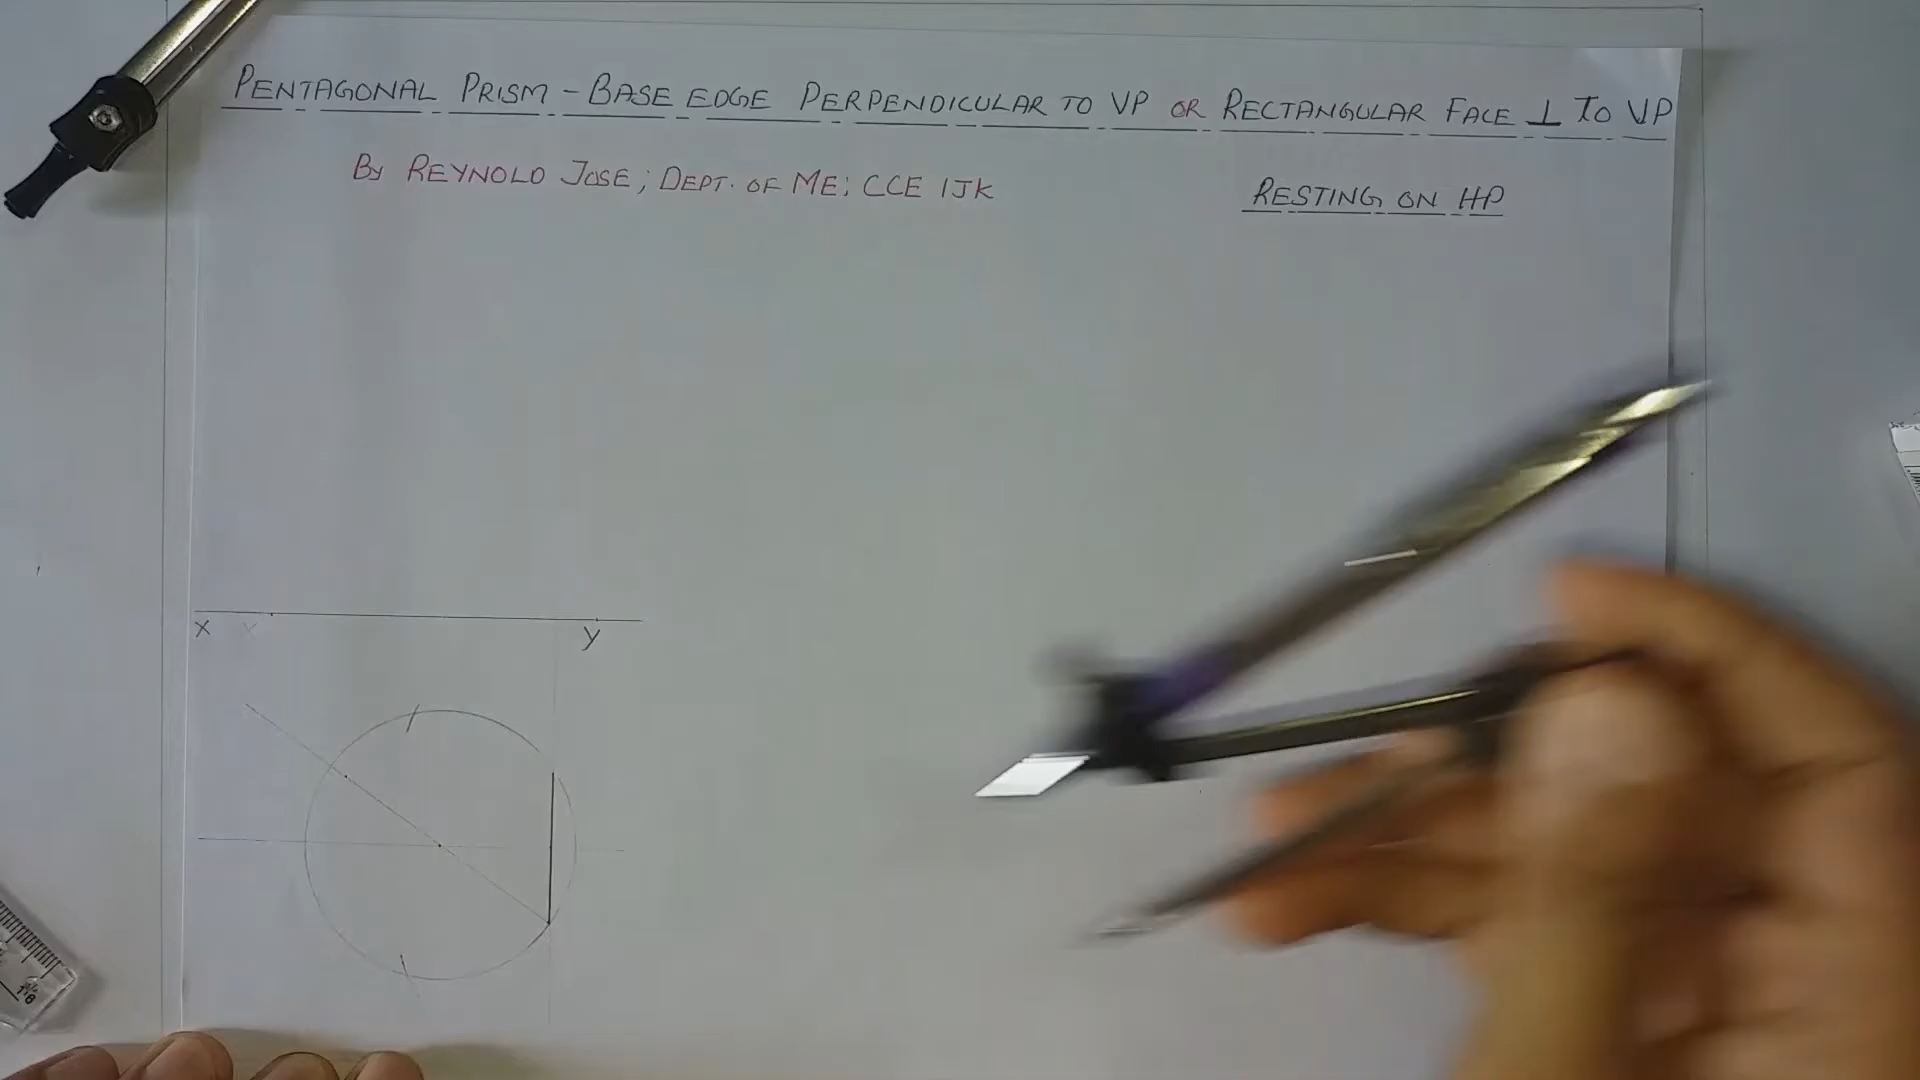 PENTAGONAL PRISM - BASE EDGE PERPENDICULAR TO VP OR RECTANGULAR FACE ⊥ TO VP
By REYNOLD JOSE; DEPT. OF ME; CCE IJK
RESTING ON HP
X
y